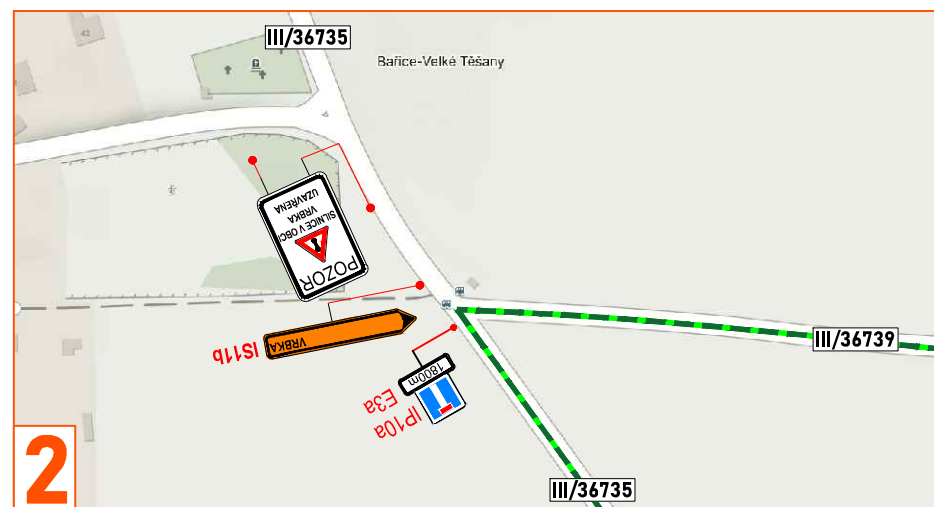 III/36735
43
Bařice-Velké Těšany
POZOR
SILNICE V OBCI
VRBKA
UZAVŘENA
VRBKA
IS11b
1800m
E3a
IP10a
III/36739
III/36735
2